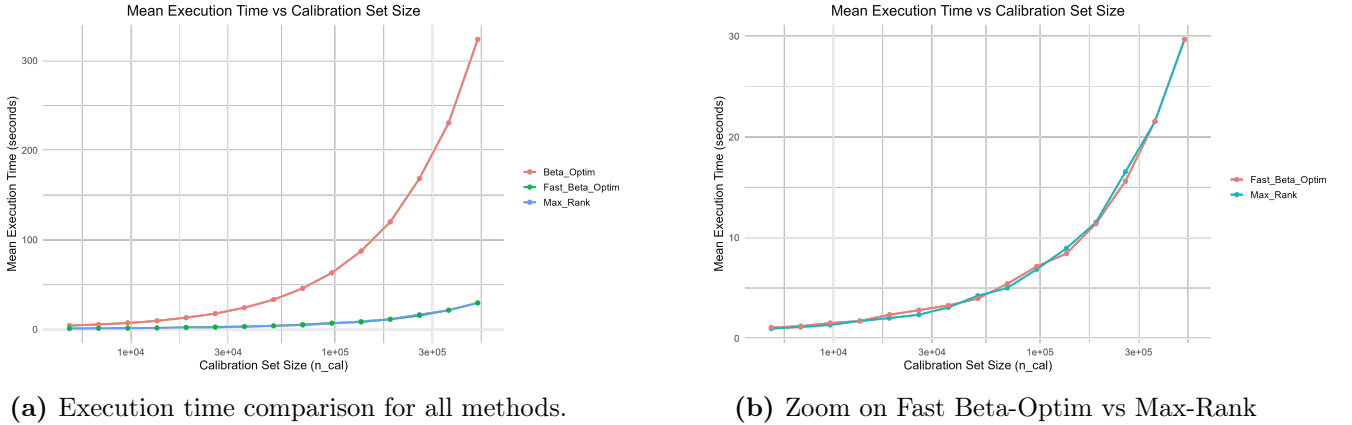 Mean Execution Time vs Calibration Set Size
Mean Execution Time (seconds)
300
200
100
0
1e+04
3e+04
1e+05
3e+05
Calibration Set Size (n_cal)
Beta_Optim
Fast_Beta_Optim
Max_Rank
(a) Execution time comparison for all methods.
Mean Execution Time vs Calibration Set Size
Mean Execution Time (seconds)
30
20
10
0
1e+04
3e+04
1e+05
3e+05
Calibration Set Size (n_cal)
Fast_Beta_Optim
Max_Rank
(b) Zoom on Fast Beta-Optim vs Max-Rank